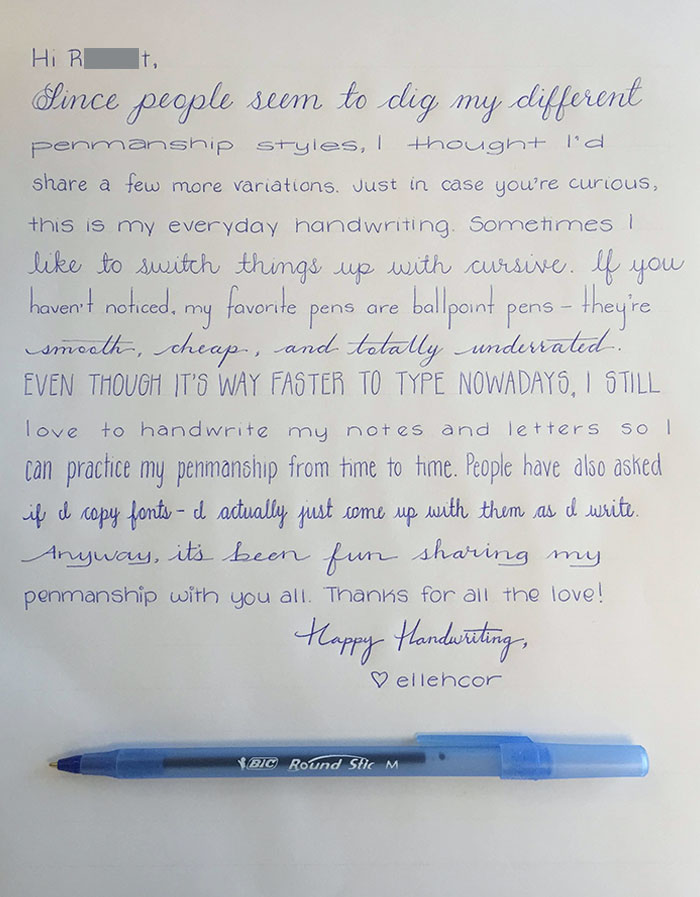 Hi R t,
Since people seem to dig my different
penmanship styles, I thought I'd
share a few more variations. Just in case you're curious,
this is my everyday handwriting. Sometimes I
like to switch things up with cursive. If you
haven't noticed, my favorite pens are ballpoint pens – they're
smooth, cheap, and totally underrated.
EVEN THOUGH IT'S WAY FASTER TO TYPE NOWADAYS, I STILL
love to handwrite my notes and letters so I
can practice my penmanship from time to time. People have also asked
if I copy fonts – I actually just come up with them as I write.
Anyway, it's been fun sharing my
penmanship with you all. Thanks for all the love!
Happy Handwriting,
♡ ellehcor
BIC Round Stic M